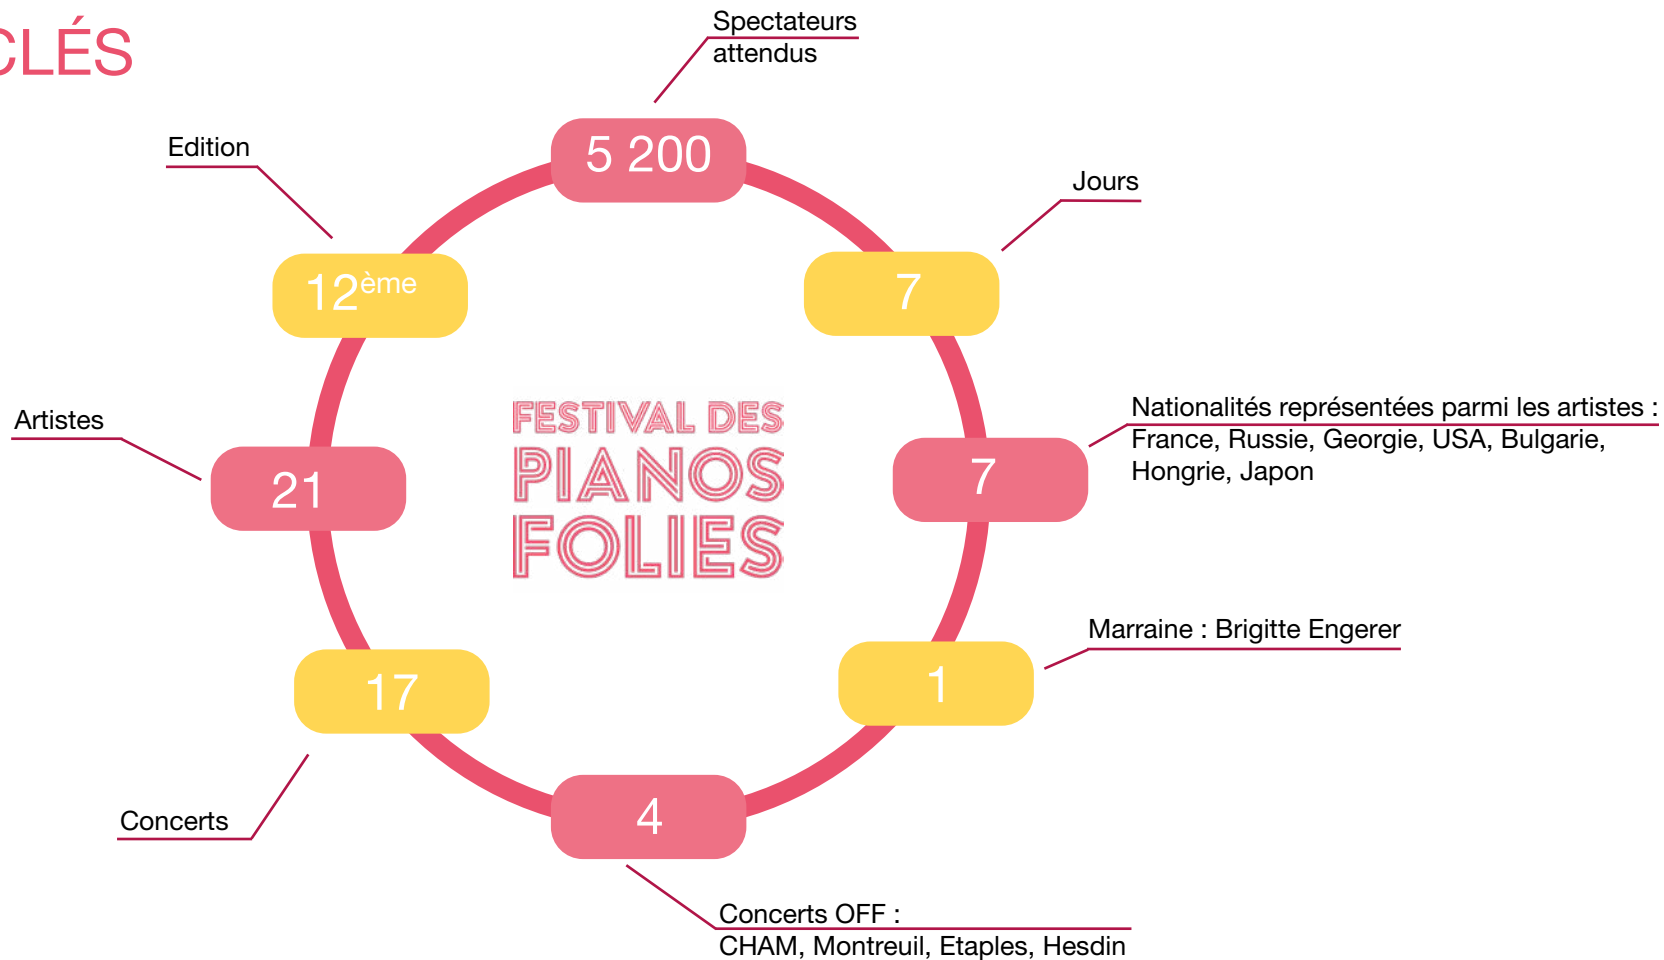 CLÉS
Spectateurs
attendus
5 200
Edition
12ème
Jours
7
Artistes
21
FESTIVAL DES
PIANOS
FOLIES
Nationalités représentées parmi les artistes :
France, Russie, Georgie, USA, Bulgarie,
Hongrie, Japon
7
Marraine : Brigitte Engerer
1
17
Concerts
4
Concerts OFF :
CHAM, Montreuil, Etaples, Hesdin